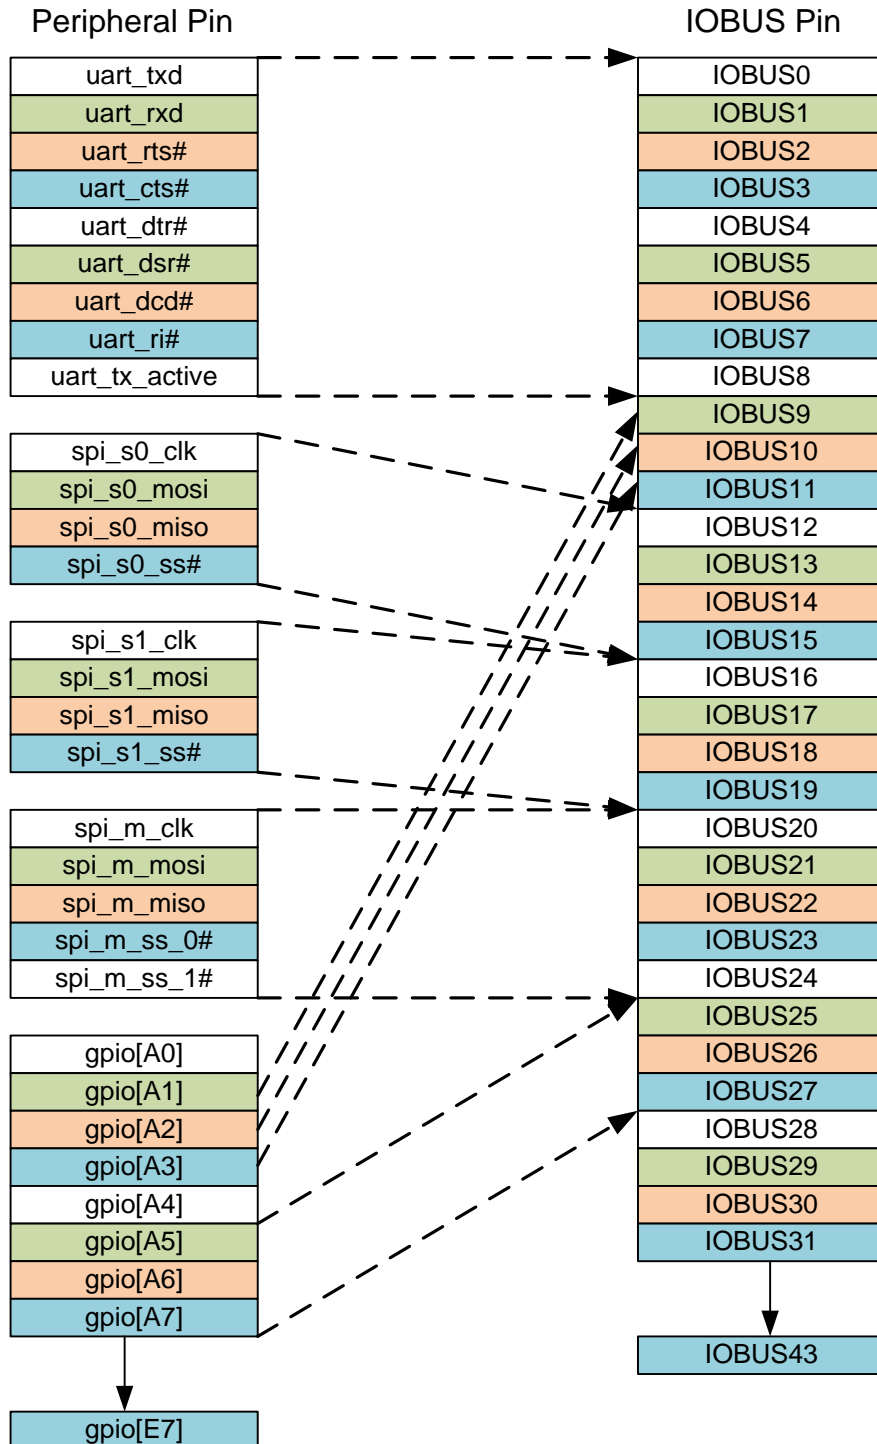 Peripheral Pin
uart_txd
uart_rxd
uart_rts#
uart_cts#
uart_dtr#
uart_dsr#
uart_dcd#
uart_ri#
uart_tx_active
spi_s0_clk
spi_s0_mosi
spi_s0_miso
spi_s0_ss#
spi_s1_clk
spi_s1_mosi
spi_s1_miso
spi_s1_ss#
spi_m_clk
spi_m_mosi
spi_m_miso
spi_m_ss_0#
spi_m_ss_1#
gpio[A0]
gpio[A1]
gpio[A2]
gpio[A3]
gpio[A4]
gpio[A5]
gpio[A6]
gpio[A7]
gpio[E7]
IOBUS Pin
IOBUS0
IOBUS1
IOBUS2
IOBUS3
IOBUS4
IOBUS5
IOBUS6
IOBUS7
IOBUS8
IOBUS9
IOBUS10
IOBUS11
IOBUS12
IOBUS13
IOBUS14
IOBUS15
IOBUS16
IOBUS17
IOBUS18
IOBUS19
IOBUS20
IOBUS21
IOBUS22
IOBUS23
IOBUS24
IOBUS25
IOBUS26
IOBUS27
IOBUS28
IOBUS29
IOBUS30
IOBUS31
IOBUS43